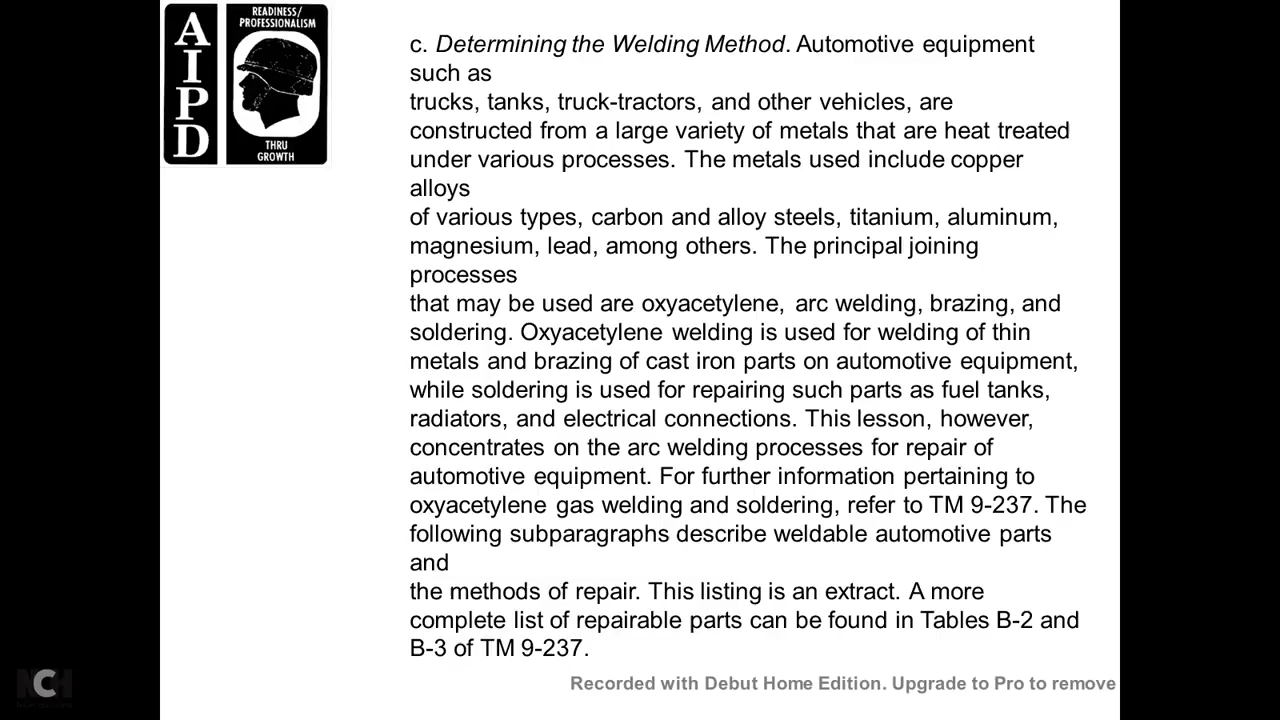 READINESS/
PROFESSIONALISM
A
I
P
D
THRU
GROWTH
c. Determining the Welding Method. Automotive equipment
such as
trucks, tanks, truck-tractors, and other vehicles, are
constructed from a large variety of metals that are heat treated
under various processes. The metals used include copper
alloys
of various types, carbon and alloy steels, titanium, aluminum,
magnesium, lead, among others. The principal joining
processes
that may be used are oxyacetylene, arc welding, brazing, and
soldering. Oxyacetylene welding is used for welding of thin
metals and brazing of cast iron parts on automotive equipment,
while soldering is used for repairing such parts as fuel tanks,
radiators, and electrical connections. This lesson, however,
concentrates on the arc welding processes for repair of
automotive equipment. For further information pertaining to
oxyacetylene gas welding and soldering, refer to TM 9-237. The
following subparagraphs describe weldable automotive parts
and
the methods of repair. This listing is an extract. A more
complete list of repairable parts can be found in Tables B-2 and
B-3 of TM 9-237.
Recorded with Debut Home Edition. Upgrade to Pro to remove
NCH